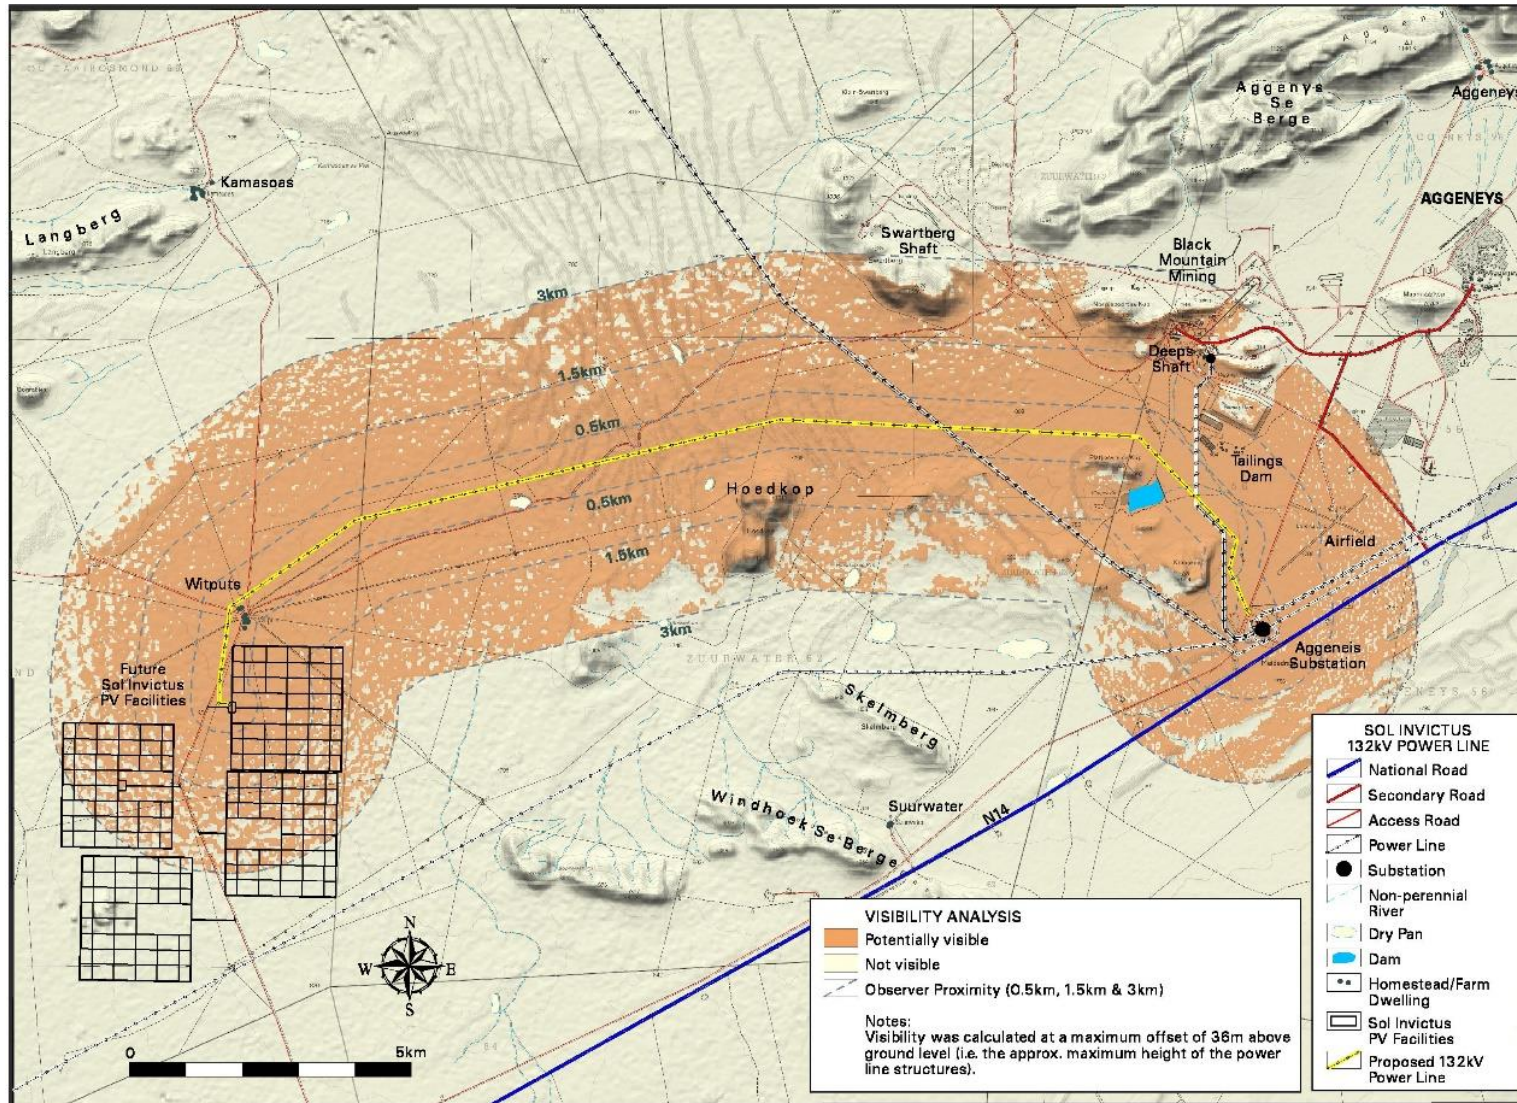 Aggenys
Se
Berge
Aggeneys
Kamasoas
Langberg
AGGENEYS
Swartberg
Shaft
Black
Mountain
Mining
3km
Deeps
Shaft
1.5km
0.5km
Tailings
Dam
Hoedkop
0.5km
Airfield
1.5km
Witputs
3km
ZUURWATER 62
Aggeneis
Substation
Future
Sol Invictus
PV Facilities
Skelmberg
Skelmberg
Windhoek Se Berge
Suurwater
N14
N
W E
S
0 5km
VISIBILITY ANALYSIS
Potentially visible
Not visible
Observer Proximity (0.5km, 1.5km & 3km)
Notes:
Visibility was calculated at a maximum offset of 36m above
ground level (i.e. the approx. maximum height of the power
line structures).
SOL INVICTUS
132kV POWER LINE
National Road
Secondary Road
Access Road
Power Line
Substation
Non-perennial
River
Dry Pan
Dam
Homestead/Farm
Dwelling
Sol Invictus
PV Facilities
Proposed 132kV
Power Line